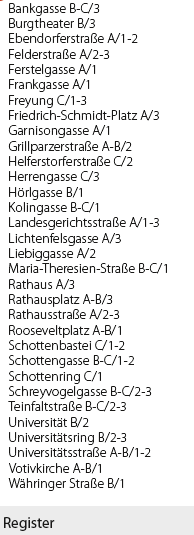 Bankgasse B-C/3
Burgtheater B/3
Ebendorferstraße A/1-2
Felderstraße A/2-3
Ferstelgasse A/1
Frankgasse A/1
Freyung C/1-3
Friedrich-Schmidt-Platz A/3
Garnisongasse A/1
Grillparzerstraße A-B/2
Helferstorferstraße C/2
Herrengasse C/3
Hörlgasse B/1
Kolingasse B-C/1
Landesgerichtsstraße A/1-3
Lichtenfelsgasse A/3
Liebiggasse A/2
Maria-Theresien-Straße B-C/1
Rathaus A/3
Rathausplatz A-B/3
Rathausstraße A/2-3
Rooseveltplatz A-B/1
Schottenbastei C/1-2
Schottengasse B-C/1-2
Schottenring C/1
Schreyvogelgasse B-C/2-3
Teinfaltstraße B-C/2-3
Universität B/2
Universitätsring B/2-3
Universitätsstraße A-B/1-2
Votivkirche A-B/1
Währinger Straße B/1
Register